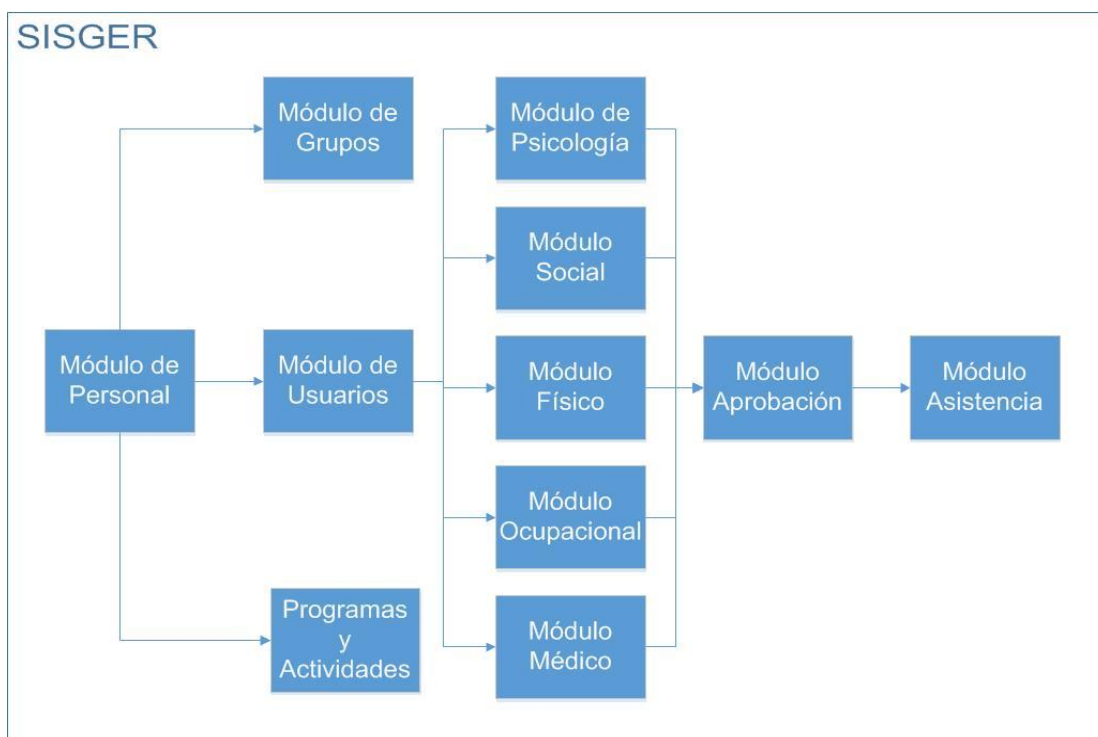 SISGER
Módulo de
Grupos
Módulo de
Psicología
Módulo
Social
Módulo de
Personal
Módulo de
Usuarios
Módulo
Físico
Módulo
Aprobación
Módulo
Asistencia
Módulo
Ocupacional
Programas
y
Actividades
Módulo
Médico